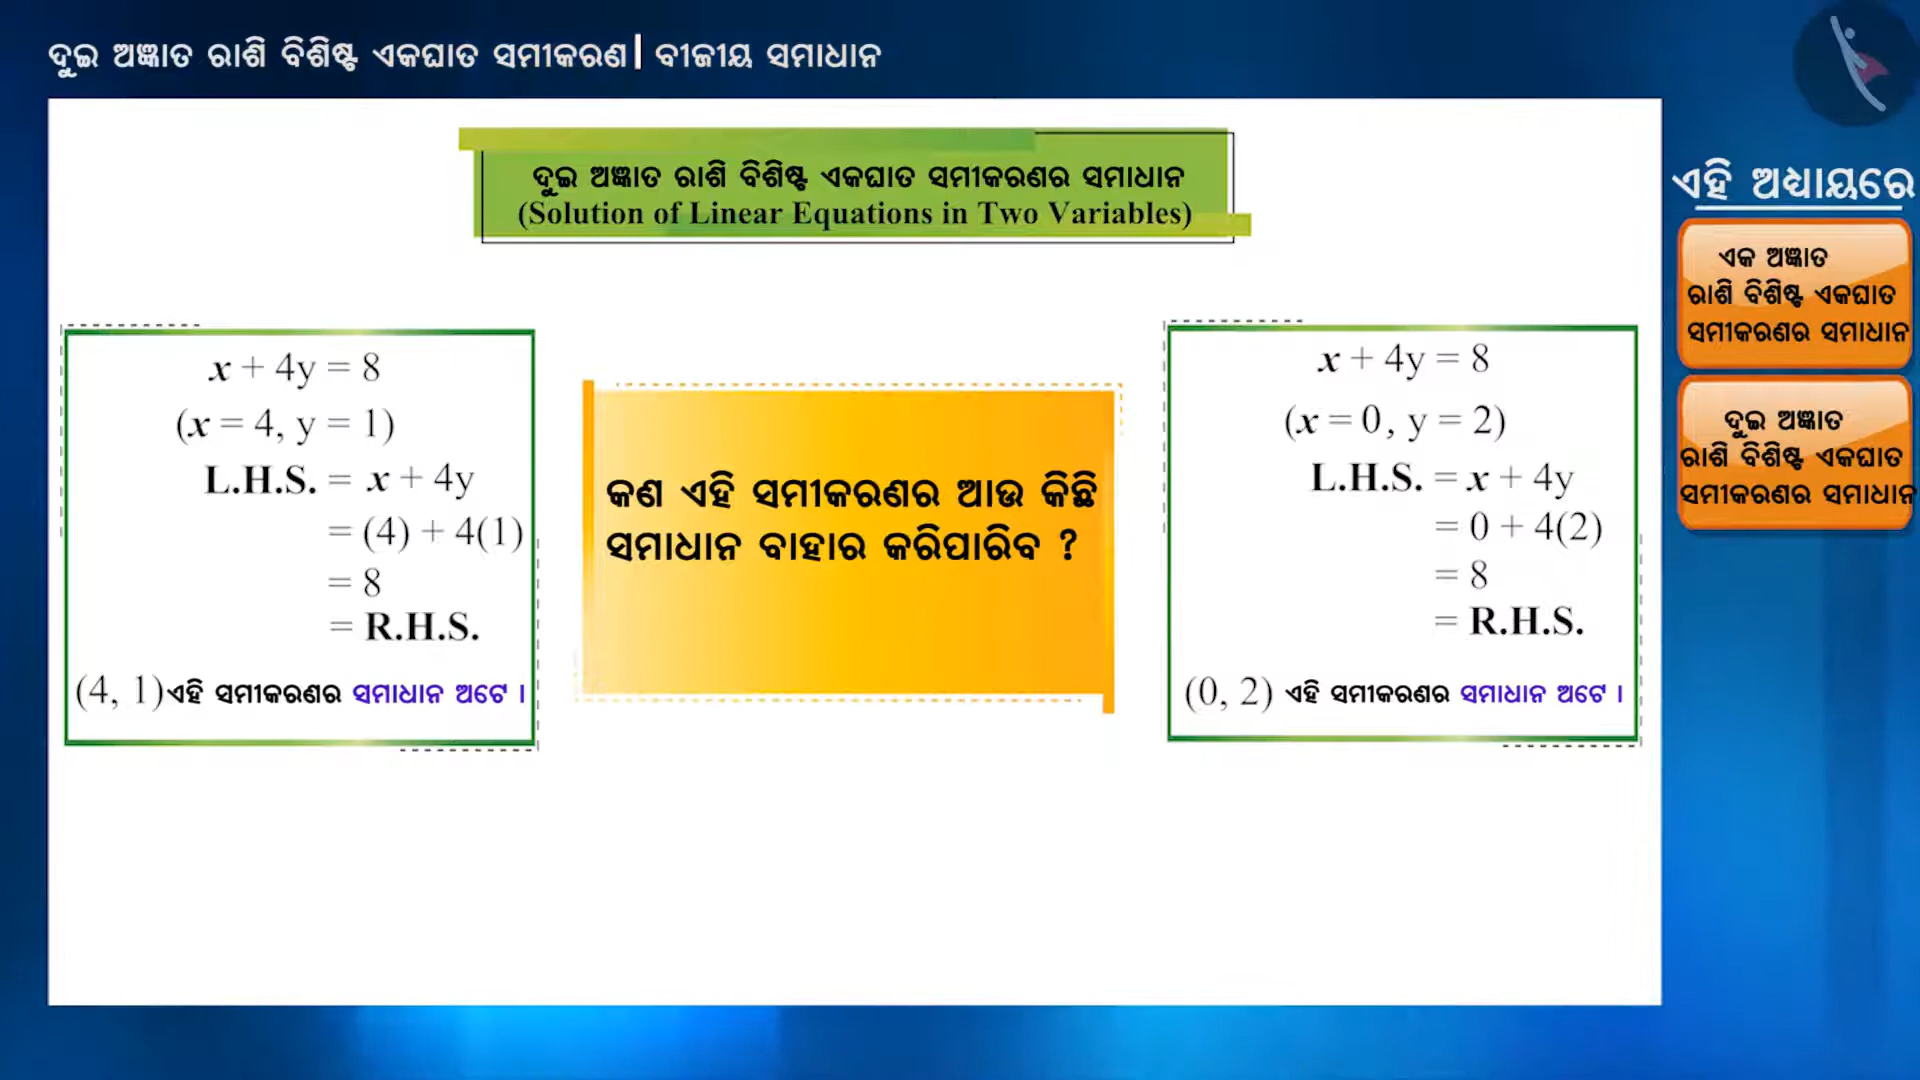 ଦୁଇ ଅଜ୍ଞାତ ରାଶି ବିଶିଷ୍ଟ ଏକଘାତ ସମୀକରଣ| ବୀଜୀୟ ସମାଧାନ
ଦୁଇ ଅଜ୍ଞାତ ରାଶି ବିଶିଷ୍ଟ ଏକଘାତ ସମୀକରଣର ସମାଧାନ
(Solution of Linear Equations in Two Variables)
x + 4y = 8
(x = 4, y = 1)
L.H.S. = x + 4y
= (4) + 4(1)
= 8
= R.H.S.
(4, 1) ଏହି ସମୀକରଣର ସମାଧାନ ଅଟେ ।
କଣ ଏହି ସମୀକରଣର ଆଉ କିଛି
ସମାଧାନ ବାହାର କରିପାରିବ ?
x + 4y = 8
(x = 0, y = 2)
L.H.S. = x + 4y
= 0 + 4(2)
= 8
= R.H.S.
(0, 2) ଏହି ସମୀକରଣର ସମାଧାନ ଅଟେ ।
ଏହି ଅଧ୍ୟାୟରେ
ଏକ ଅଜ୍ଞାତ
ରାଶି ବିଶିଷ୍ଟ ଏକଘାତ
ସମୀକରଣର ସମାଧାନ
ଦୁଇ ଅଜ୍ଞାତ
ରାଶି ବିଶିଷ୍ଟ ଏକଘାତ
ସମୀକରଣର ସମାଧାନ